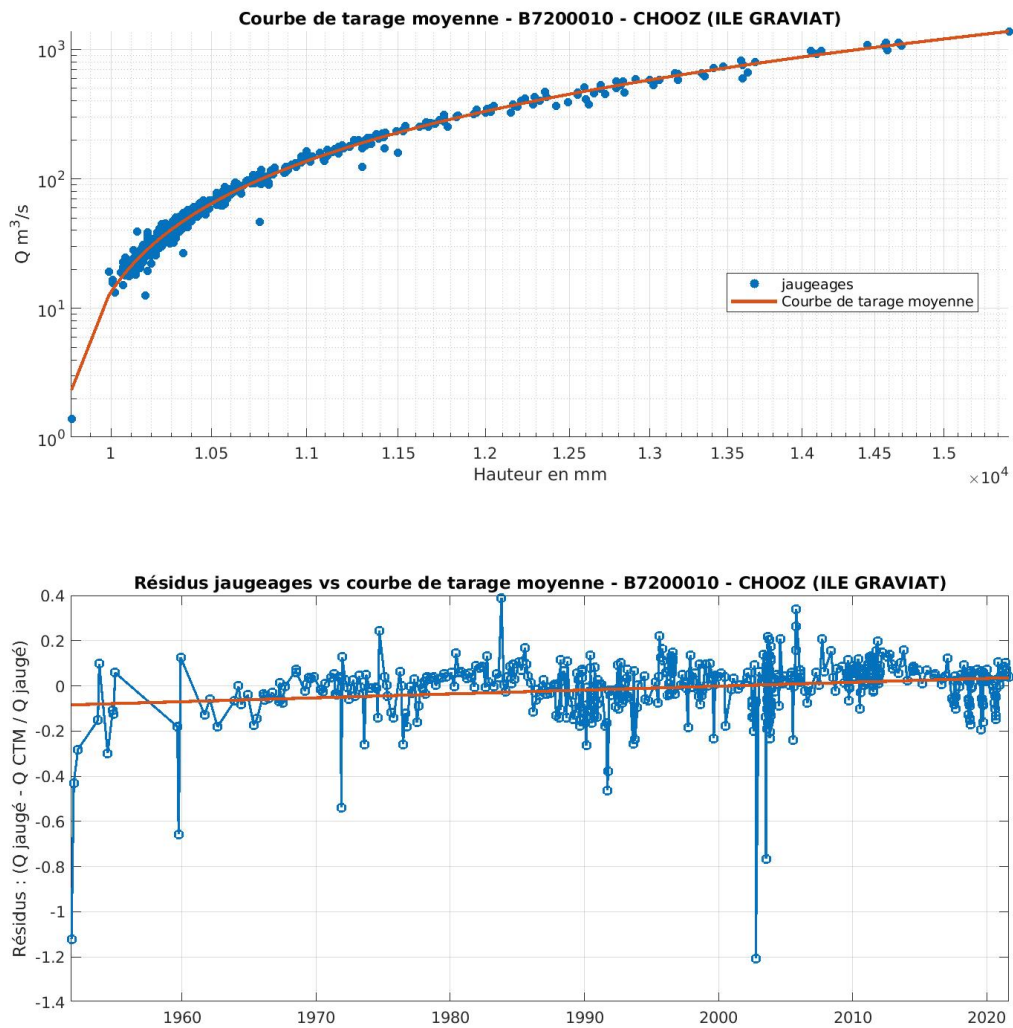 Courbe de tarage moyenne - B7200010 - CHOOZ (ILE GRAVIAT)
10³
10²
10¹
10⁰
Q m³/s
jaugeages
Courbe de tarage moyenne
1 1.05 1.1 1.15 1.2 1.25 1.3 1.35 1.4 1.45 1.5
Hauteur en mm
×10⁴
Résidus jaugeages vs courbe de tarage moyenne - B7200010 - CHOOZ (ILE GRAVIAT)
0.4
0.2
0
-0.2
-0.4
-0.6
-0.8
-1
-1.2
-1.4
Résidus : (Q jaugé - Q CTM / Q jaugé)
1960 1970 1980 1990 2000 2010 2020